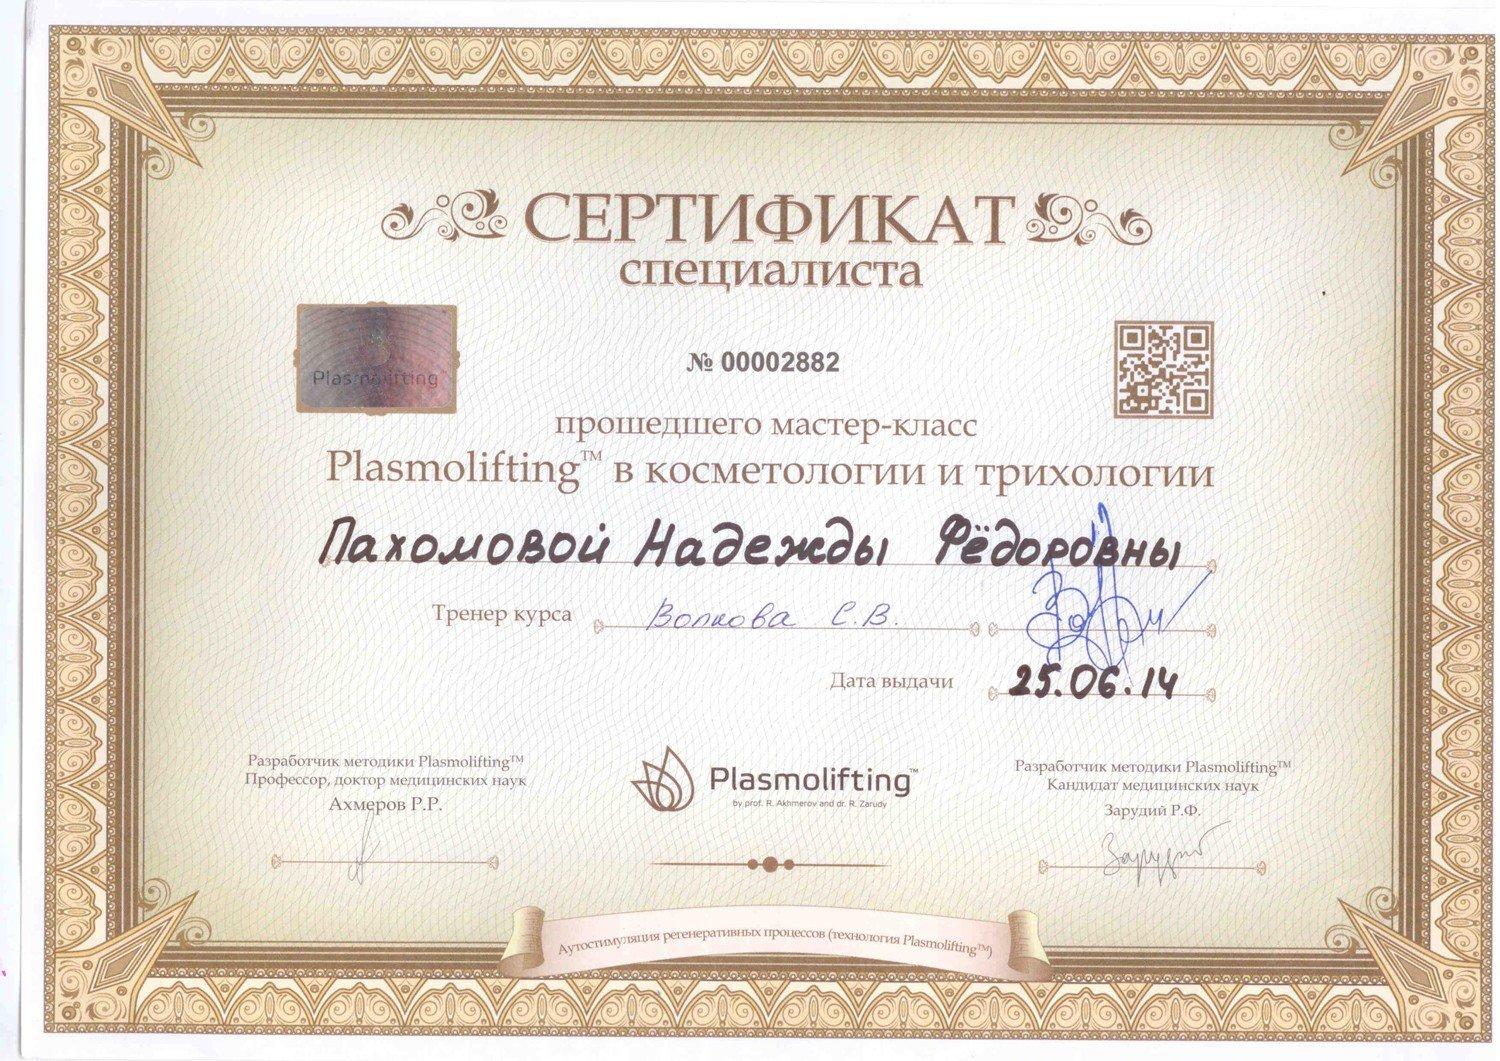 СЕРТИФИКАТ
специалиста
Plasmolifting
№ 00002882
прошедшего мастер-класс
Plasmolifting™ в косметологии и трихологии
Пахомовой Надежды Фёдоровны
Тренер курса Волкова С.В.
Дата выдачи 25.06.14
Разработчик методики Plasmolifting™
Профессор, доктор медицинских наук
Ахмеров Р.Р.
Plasmolifting™
by prof. R. Akhmerov and dr. R. Zarudy
Разработчик методики Plasmolifting™
Кандидат медицинских наук
Зарудий Р.Ф.
Аутостимуляция регенеративных процессов (технология Plasmolifting™)